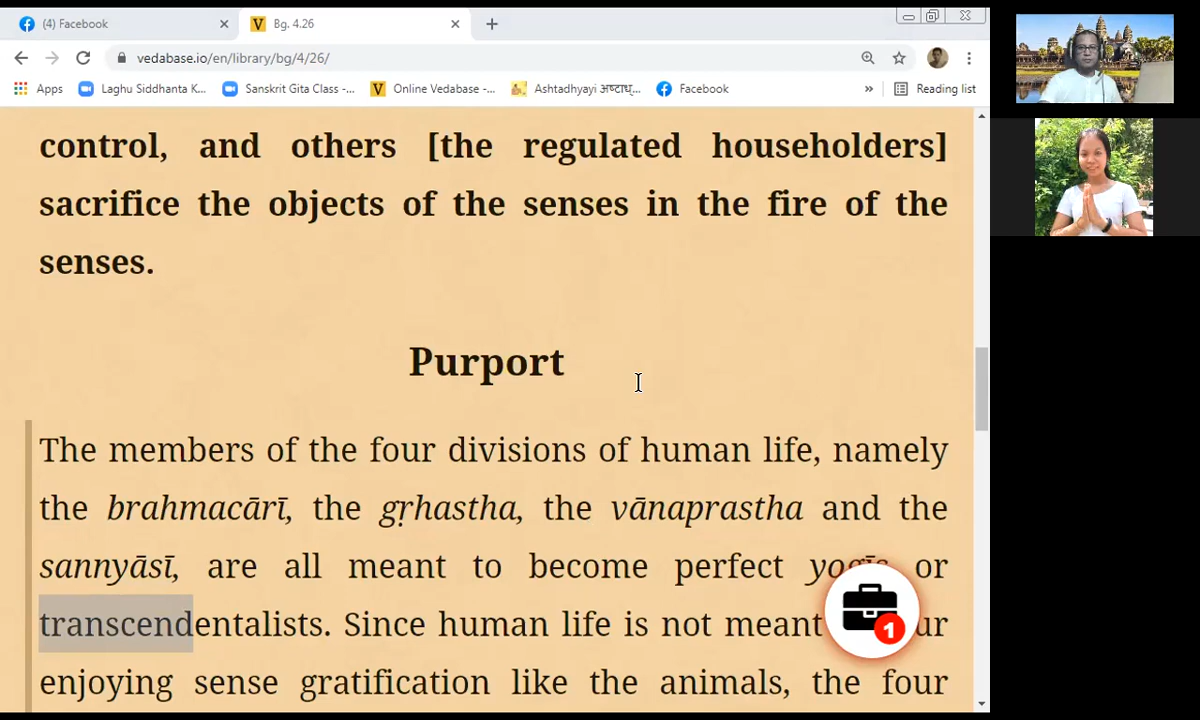 (4) Facebook
Bg. 4.26
vedabase.io/en/library/bg/4/26/
Apps
Laghu Siddhanta K...
Sanskrit Gita Class -...
Online Vedabase -...
Ashtadhyayi अष्टाध्...
Facebook
»
Reading list
control, and others [the regulated householders]
sacrifice the objects of the senses in the fire of the
senses.
Purport
The members of the four divisions of human life, namely
the brahmacārī, the gṛhastha, the vānaprastha and the
sannyāsī, are all meant to become perfect yogīs or
transcendentalists. Since human life is not meant
enjoying sense gratification like the animals, the four
1